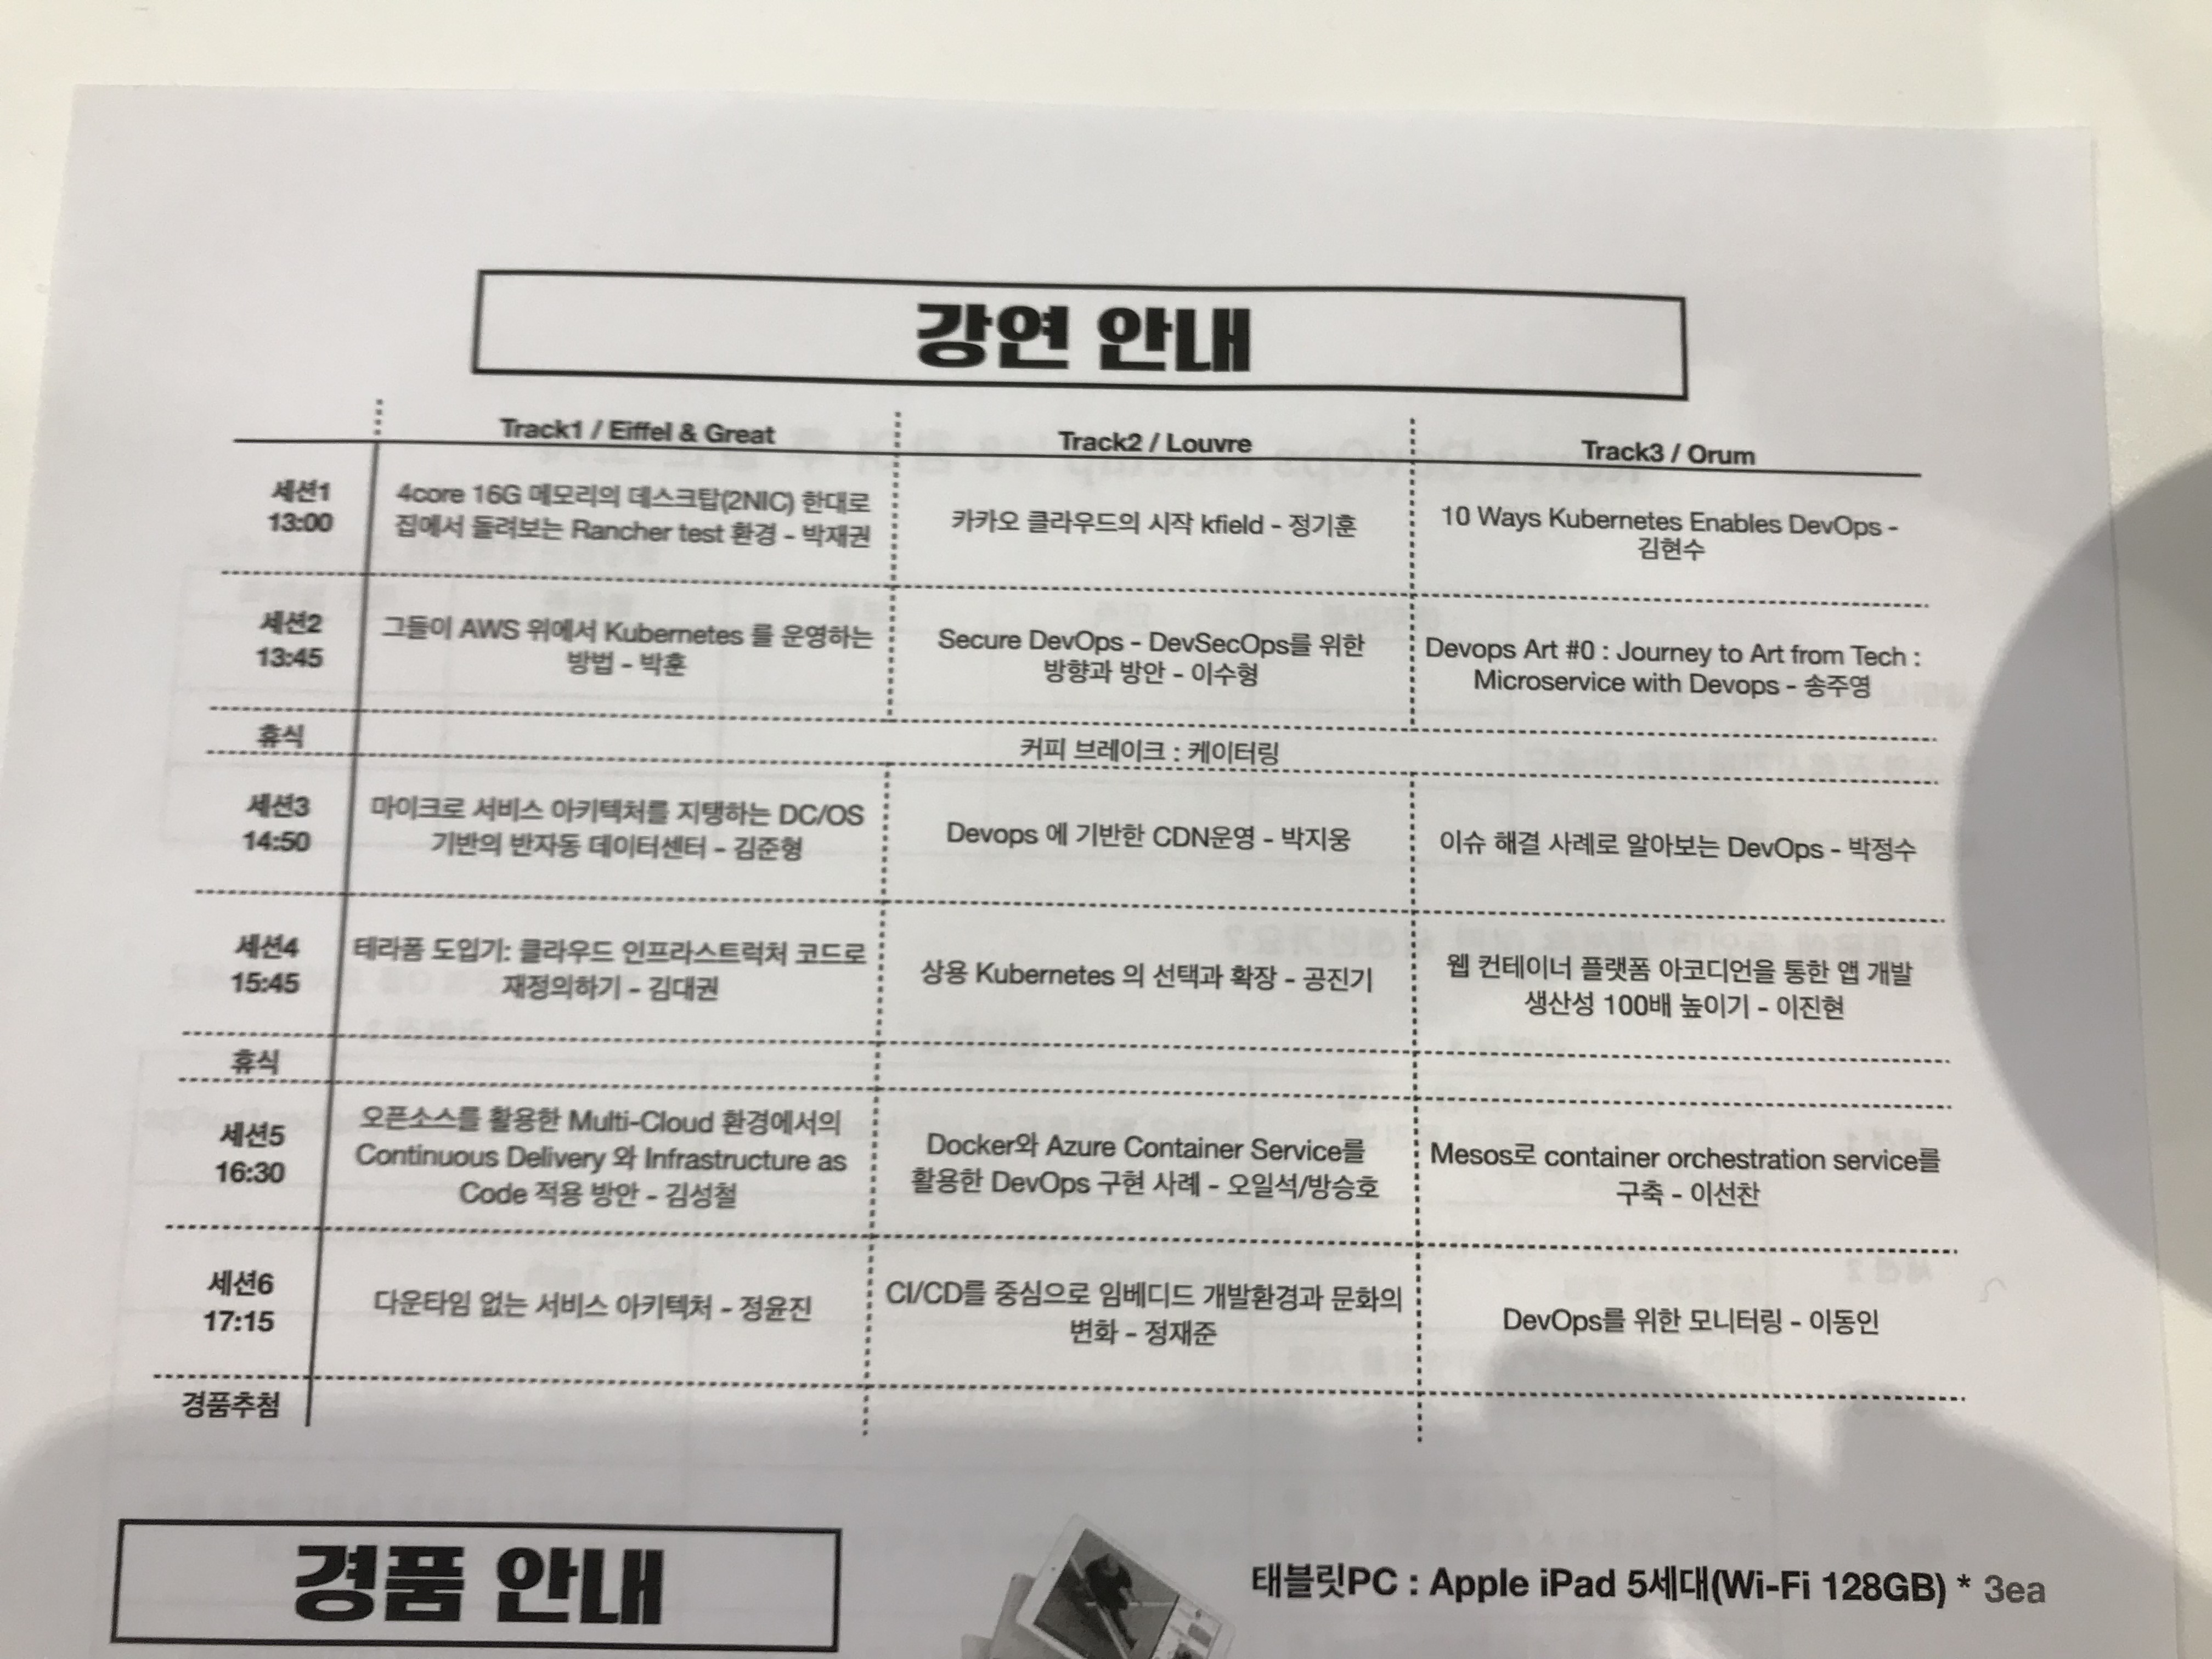 강연 안내
Track1 / Eiffel & Great
Track2 / Louvre
Track3 / Orum
세션1
13:00
4core 16G 메모리의 데스크탑(2NIC) 한대로
집에서 돌려보는 Rancher test 환경 - 박재권
카카오 클라우드의 시작 kfield - 정기훈
10 Ways Kubernetes Enables DevOps -
김현수
세션2
13:45
그들이 AWS 위에서 Kubernetes 를 운영하는
방법 - 박훈
Secure DevOps - DevSecOps를 위한
방향과 방안 - 이수형
Devops Art #0 : Journey to Art from Tech :
Microservice with Devops - 송주영
휴식
커피 브레이크 : 케이터링
세션3
14:50
마이크로 서비스 아키텍처를 지탱하는 DC/OS
기반의 반자동 데이터센터 - 김준형
Devops 에 기반한 CDN운영 - 박지웅
이슈 해결 사례로 알아보는 DevOps - 박정수
세션4
15:45
테라폼 도입기: 클라우드 인프라스트럭처 코드로
재정의하기 - 김대권
상용 Kubernetes 의 선택과 확장 - 공진기
웹 컨테이너 플랫폼 아코디언을 통한 앱 개발
생산성 100배 높이기 - 이진현
휴식
세션5
16:30
오픈소스를 활용한 Multi-Cloud 환경에서의
Continuous Delivery 와 Infrastructure as
Code 적용 방안 - 김성철
Docker와 Azure Container Service를
활용한 DevOps 구현 사례 - 오일석/방승호
Mesos로 container orchestration service를
구축 - 이선찬
세션6
17:15
다운타임 없는 서비스 아키텍처 - 정윤진
CI/CD를 중심으로 임베디드 개발환경과 문화의
변화 - 정재준
DevOps를 위한 모니터링 - 이동인
경품추첨
경품 안내
태블릿PC : Apple iPad 5세대(Wi-Fi 128GB) * 3ea